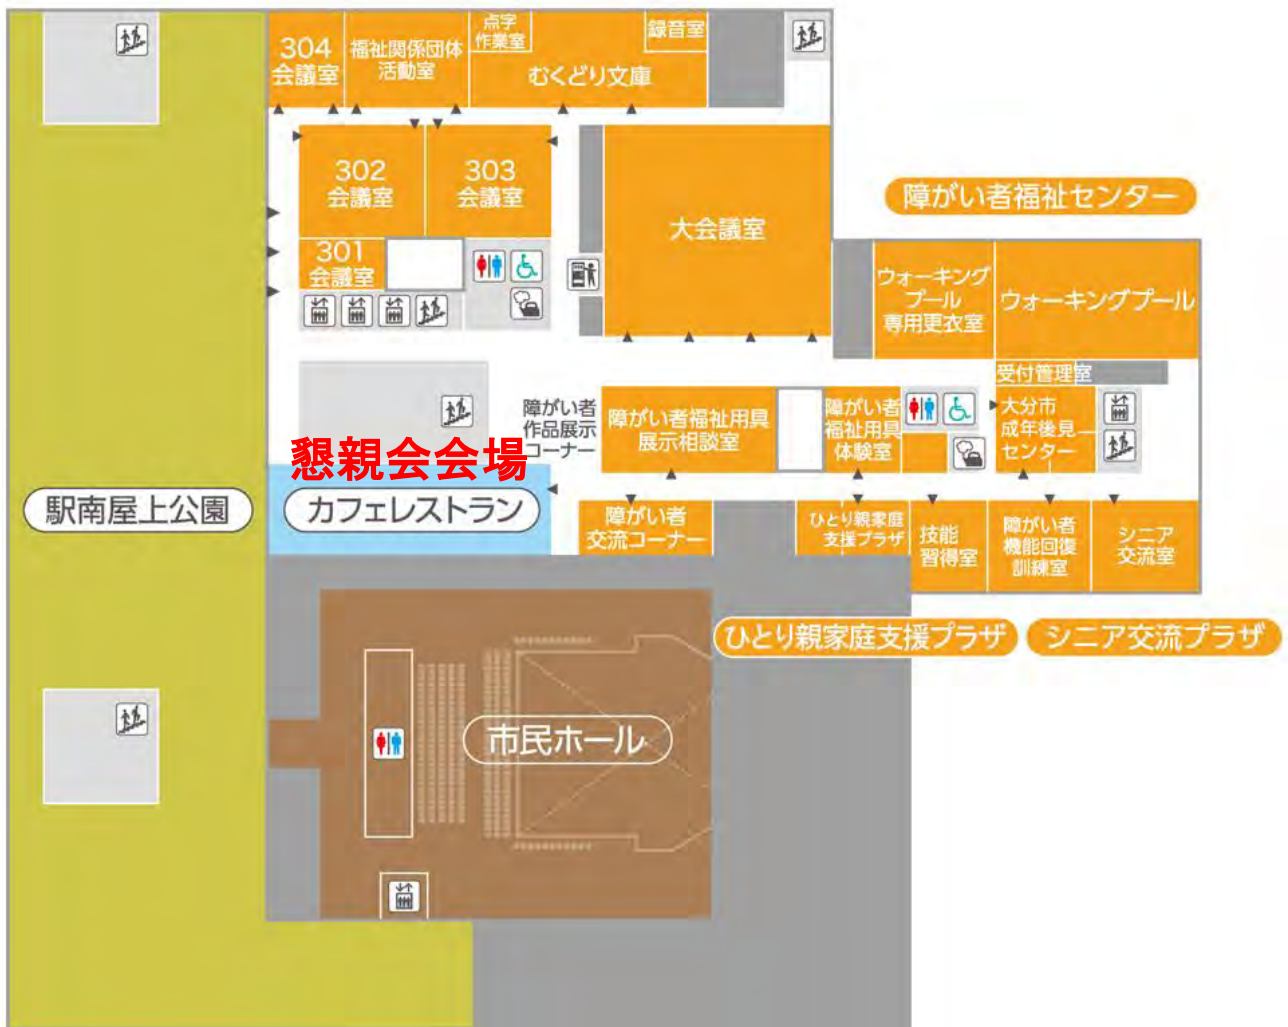 304
会議室
福祉関係団体
活動室
点字
作業室
録音室
むくどり文庫
302
会議室
303
会議室
大会議室
301
会議室
障がい者福祉センター
ウォーキング
プール
専用更衣室
ウォーキングプール
受付管理室
障がい者
作品展示
コーナー
障がい者福祉用具
展示相談室
障がい者
福祉用具
体験室
大分市
成年後見
センター
懇親会会場
駅南屋上公園
カフェレストラン
障がい者
交流コーナー
ひとり親家庭
支援プラザ
技能
習得室
障がい者
機能回復
訓練室
シニア
交流室
ひとり親家庭支援プラザ
シニア交流プラザ
市民ホール